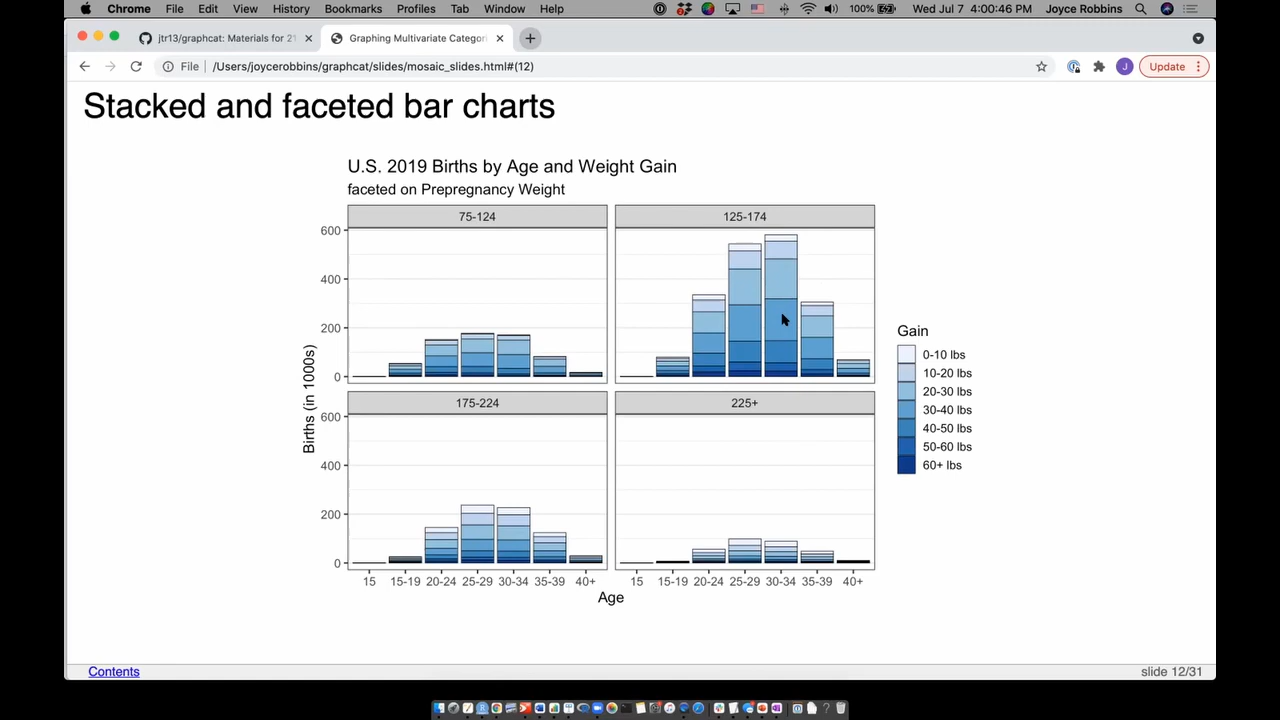 Chrome File Edit View History Bookmarks Profiles Tab Window Help 100% Wed Jul 7 4:00:46 PM Joyce Robbins
jtr13/graphcat: Materials for 21 Graphing Multivariate Categori
File /Users/joycerobbins/graphcat/slides/mosaic_slides.html#(12) J Update
Stacked and faceted bar charts
U.S. 2019 Births by Age and Weight Gain
faceted on Prepregnancy Weight
75-124 125-174
600
400
200
0
175-224 225+
600
400
200
0
Births (in 1000s)
15 15-19 20-24 25-29 30-34 35-39 40+ 15 15-19 20-24 25-29 30-34 35-39 40+
Age
Gain
0-10 lbs
10-20 lbs
20-30 lbs
30-40 lbs
40-50 lbs
50-60 lbs
60+ lbs
Contents slide 12/31